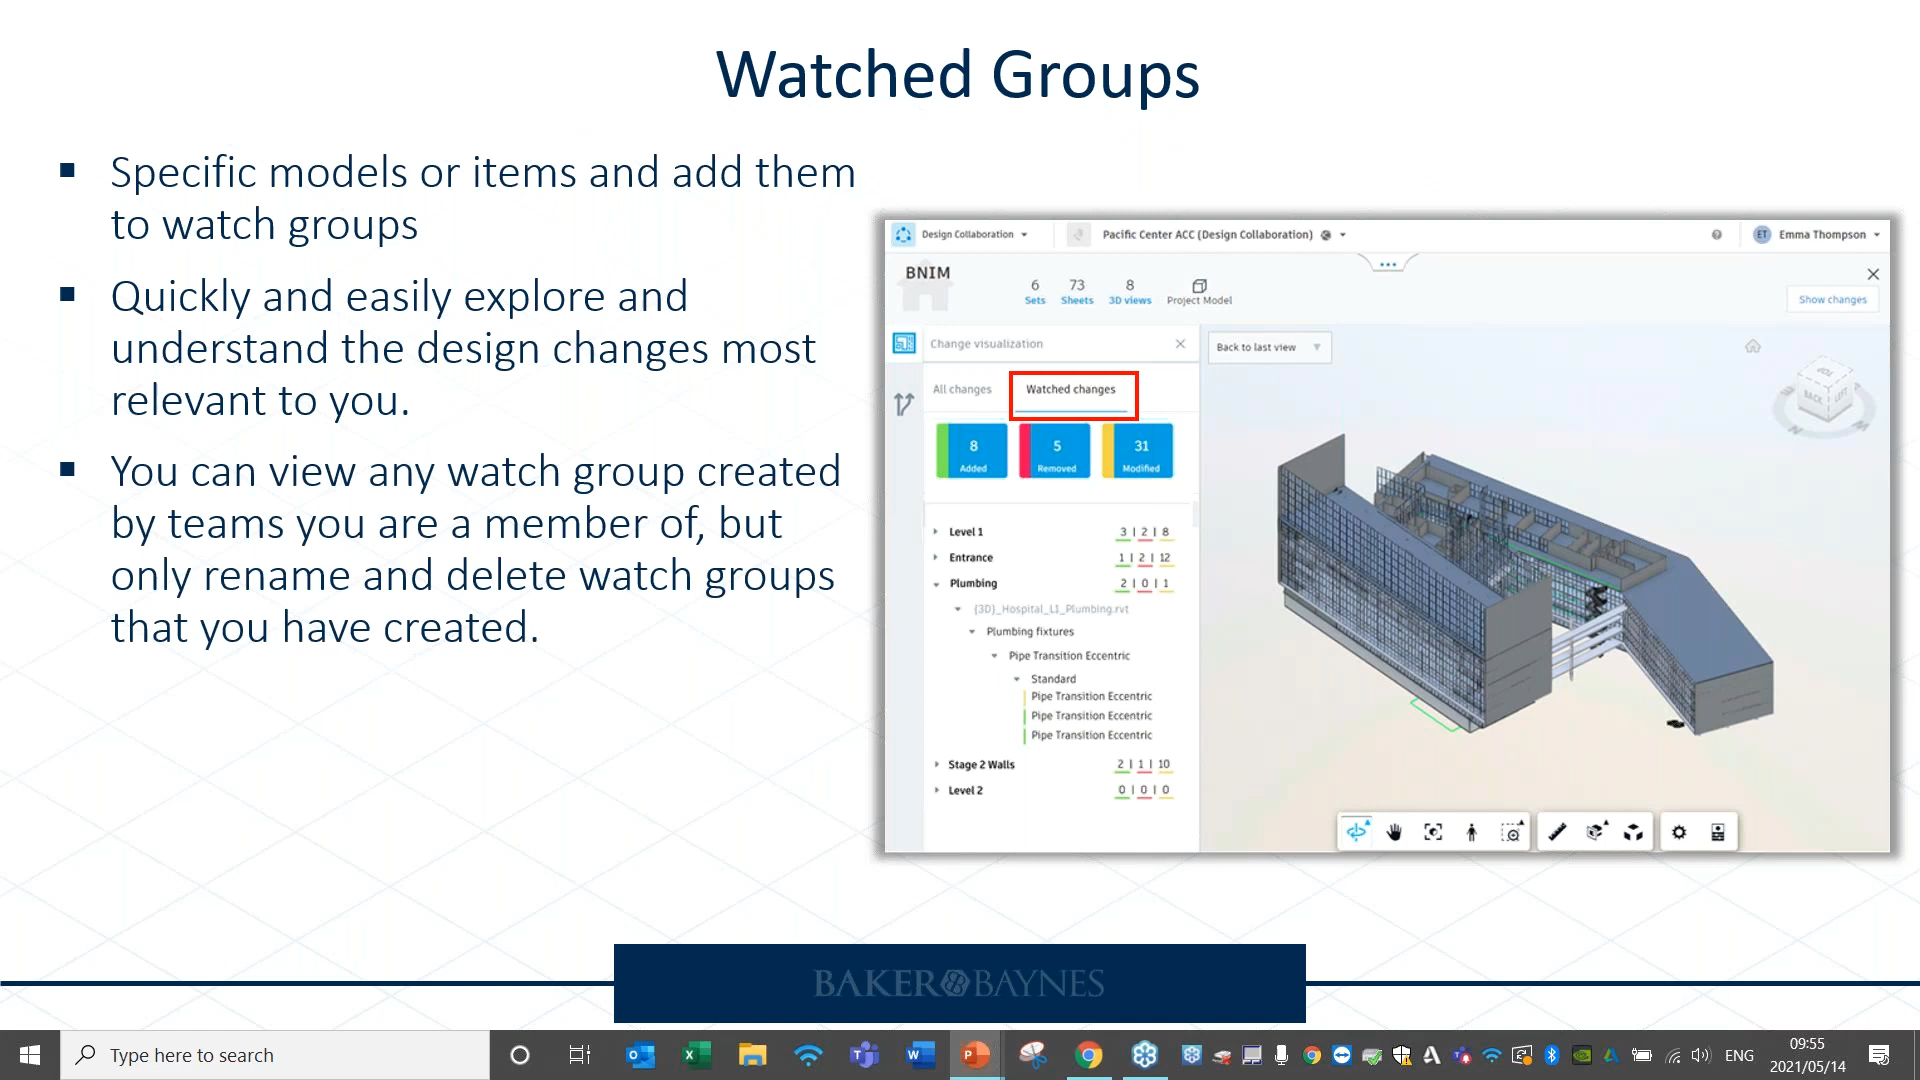 Watched Groups
Specific models or items and add them
to watch groups
Quickly and easily explore and
understand the design changes most
relevant to you.
You can view any watch group created
by teams you are a member of, but
only rename and delete watch groups
that you have created.
Design Collaboration
Pacific Center ACC (Design Collaboration)
ET
Emma Thompson
BNIM
6
Sets
73
Sheets
8
3D views
Project Model
Show changes
Change visualization
Back to last view
All changes
Watched changes
8
Added
5
Removed
31
Modified
Level 1 3 | 2 | 8
Entrance 1 | 2 | 12
Plumbing 2 | 0 | 1
{3D}_Hospital_L1_Plumbing.rvt
Plumbing fixtures
Pipe Transition Eccentric
Standard
Pipe Transition Eccentric
Pipe Transition Eccentric
Pipe Transition Eccentric
Stage 2 Walls 2 | 1 | 10
Level 2 0 | 0 | 0
TOP
BACK
LEFT
BAKER BAYNES
Type here to search
ENG
09:55
2021/05/14